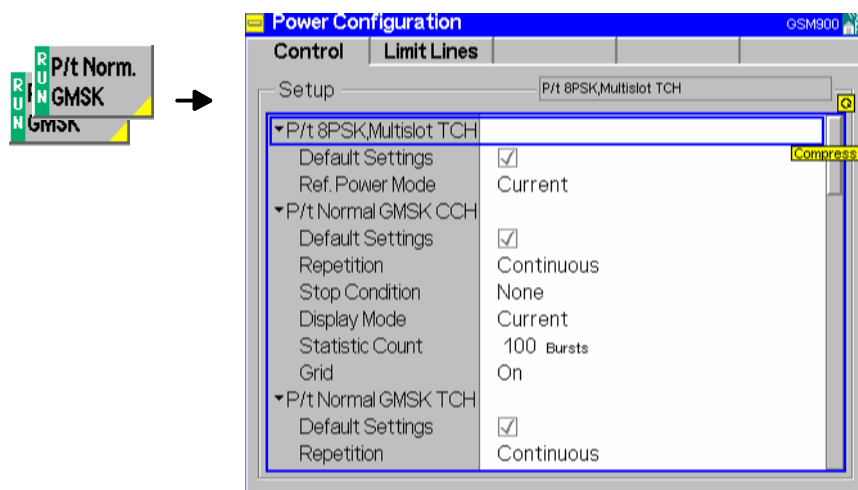 RUN
P/t Norm.
GMSK
RUN
GMSK
Power Configuration GSM900
Control Limit Lines
Setup P/t 8PSK,Multislot TCH
P/t 8PSK,Multislot TCH
Compress
Default Settings
Ref. Power Mode Current
P/t Normal GMSK CCH
Default Settings
Repetition Continuous
Stop Condition None
Display Mode Current
Statistic Count 100 Bursts
Grid On
P/t Normal GMSK TCH
Default Settings
Repetition Continuous